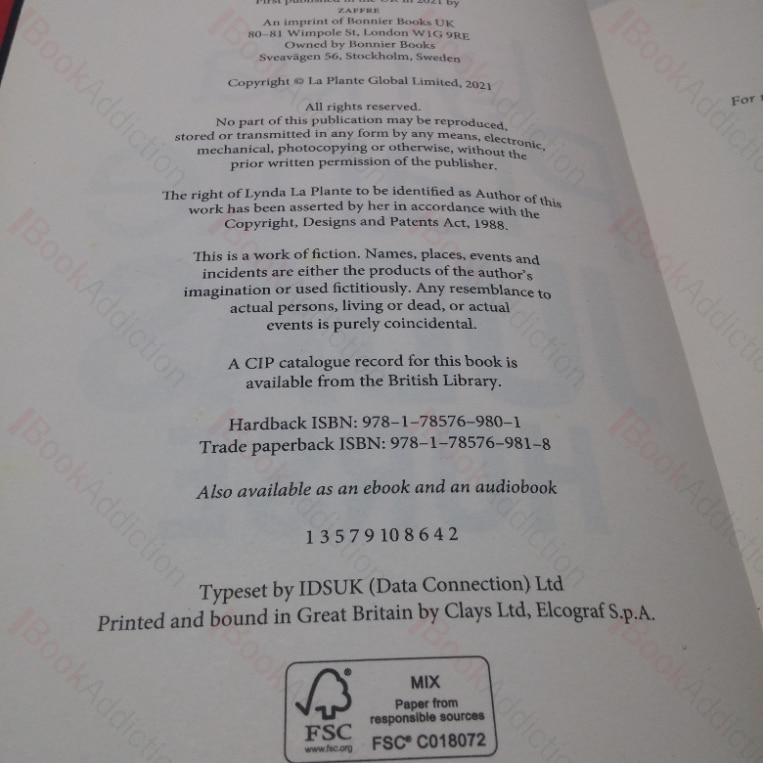 First published in the UK in 2021 by
ZAFFRE
An imprint of Bonnier Books UK
80–81 Wimpole St, London W1G 9RE
Owned by Bonnier Books
Sveavägen 56, Stockholm, Sweden
Copyright © La Plante Global Limited, 2021
All rights reserved.
No part of this publication may be reproduced,
stored or transmitted in any form by any means, electronic,
mechanical, photocopying or otherwise, without the
prior written permission of the publisher.
The right of Lynda La Plante to be identified as Author of this
work has been asserted by her in accordance with the
Copyright, Designs and Patents Act, 1988.
This is a work of fiction. Names, places, events and
incidents are either the products of the author's
imagination or used fictitiously. Any resemblance to
actual persons, living or dead, or actual
events is purely coincidental.
A CIP catalogue record for this book is
available from the British Library.
Hardback ISBN: 978–1–78576–980–1
Trade paperback ISBN: 978–1–78576–981–8
Also available as an ebook and an audiobook
1 3 5 7 9 10 8 6 4 2
Typeset by IDSUK (Data Connection) Ltd
Printed and bound in Great Britain by Clays Ltd, Elcograf S.p.A.
FSC
www.fsc.org
MIX
Paper from
responsible sources
FSC® C018072
For
BookAddiction